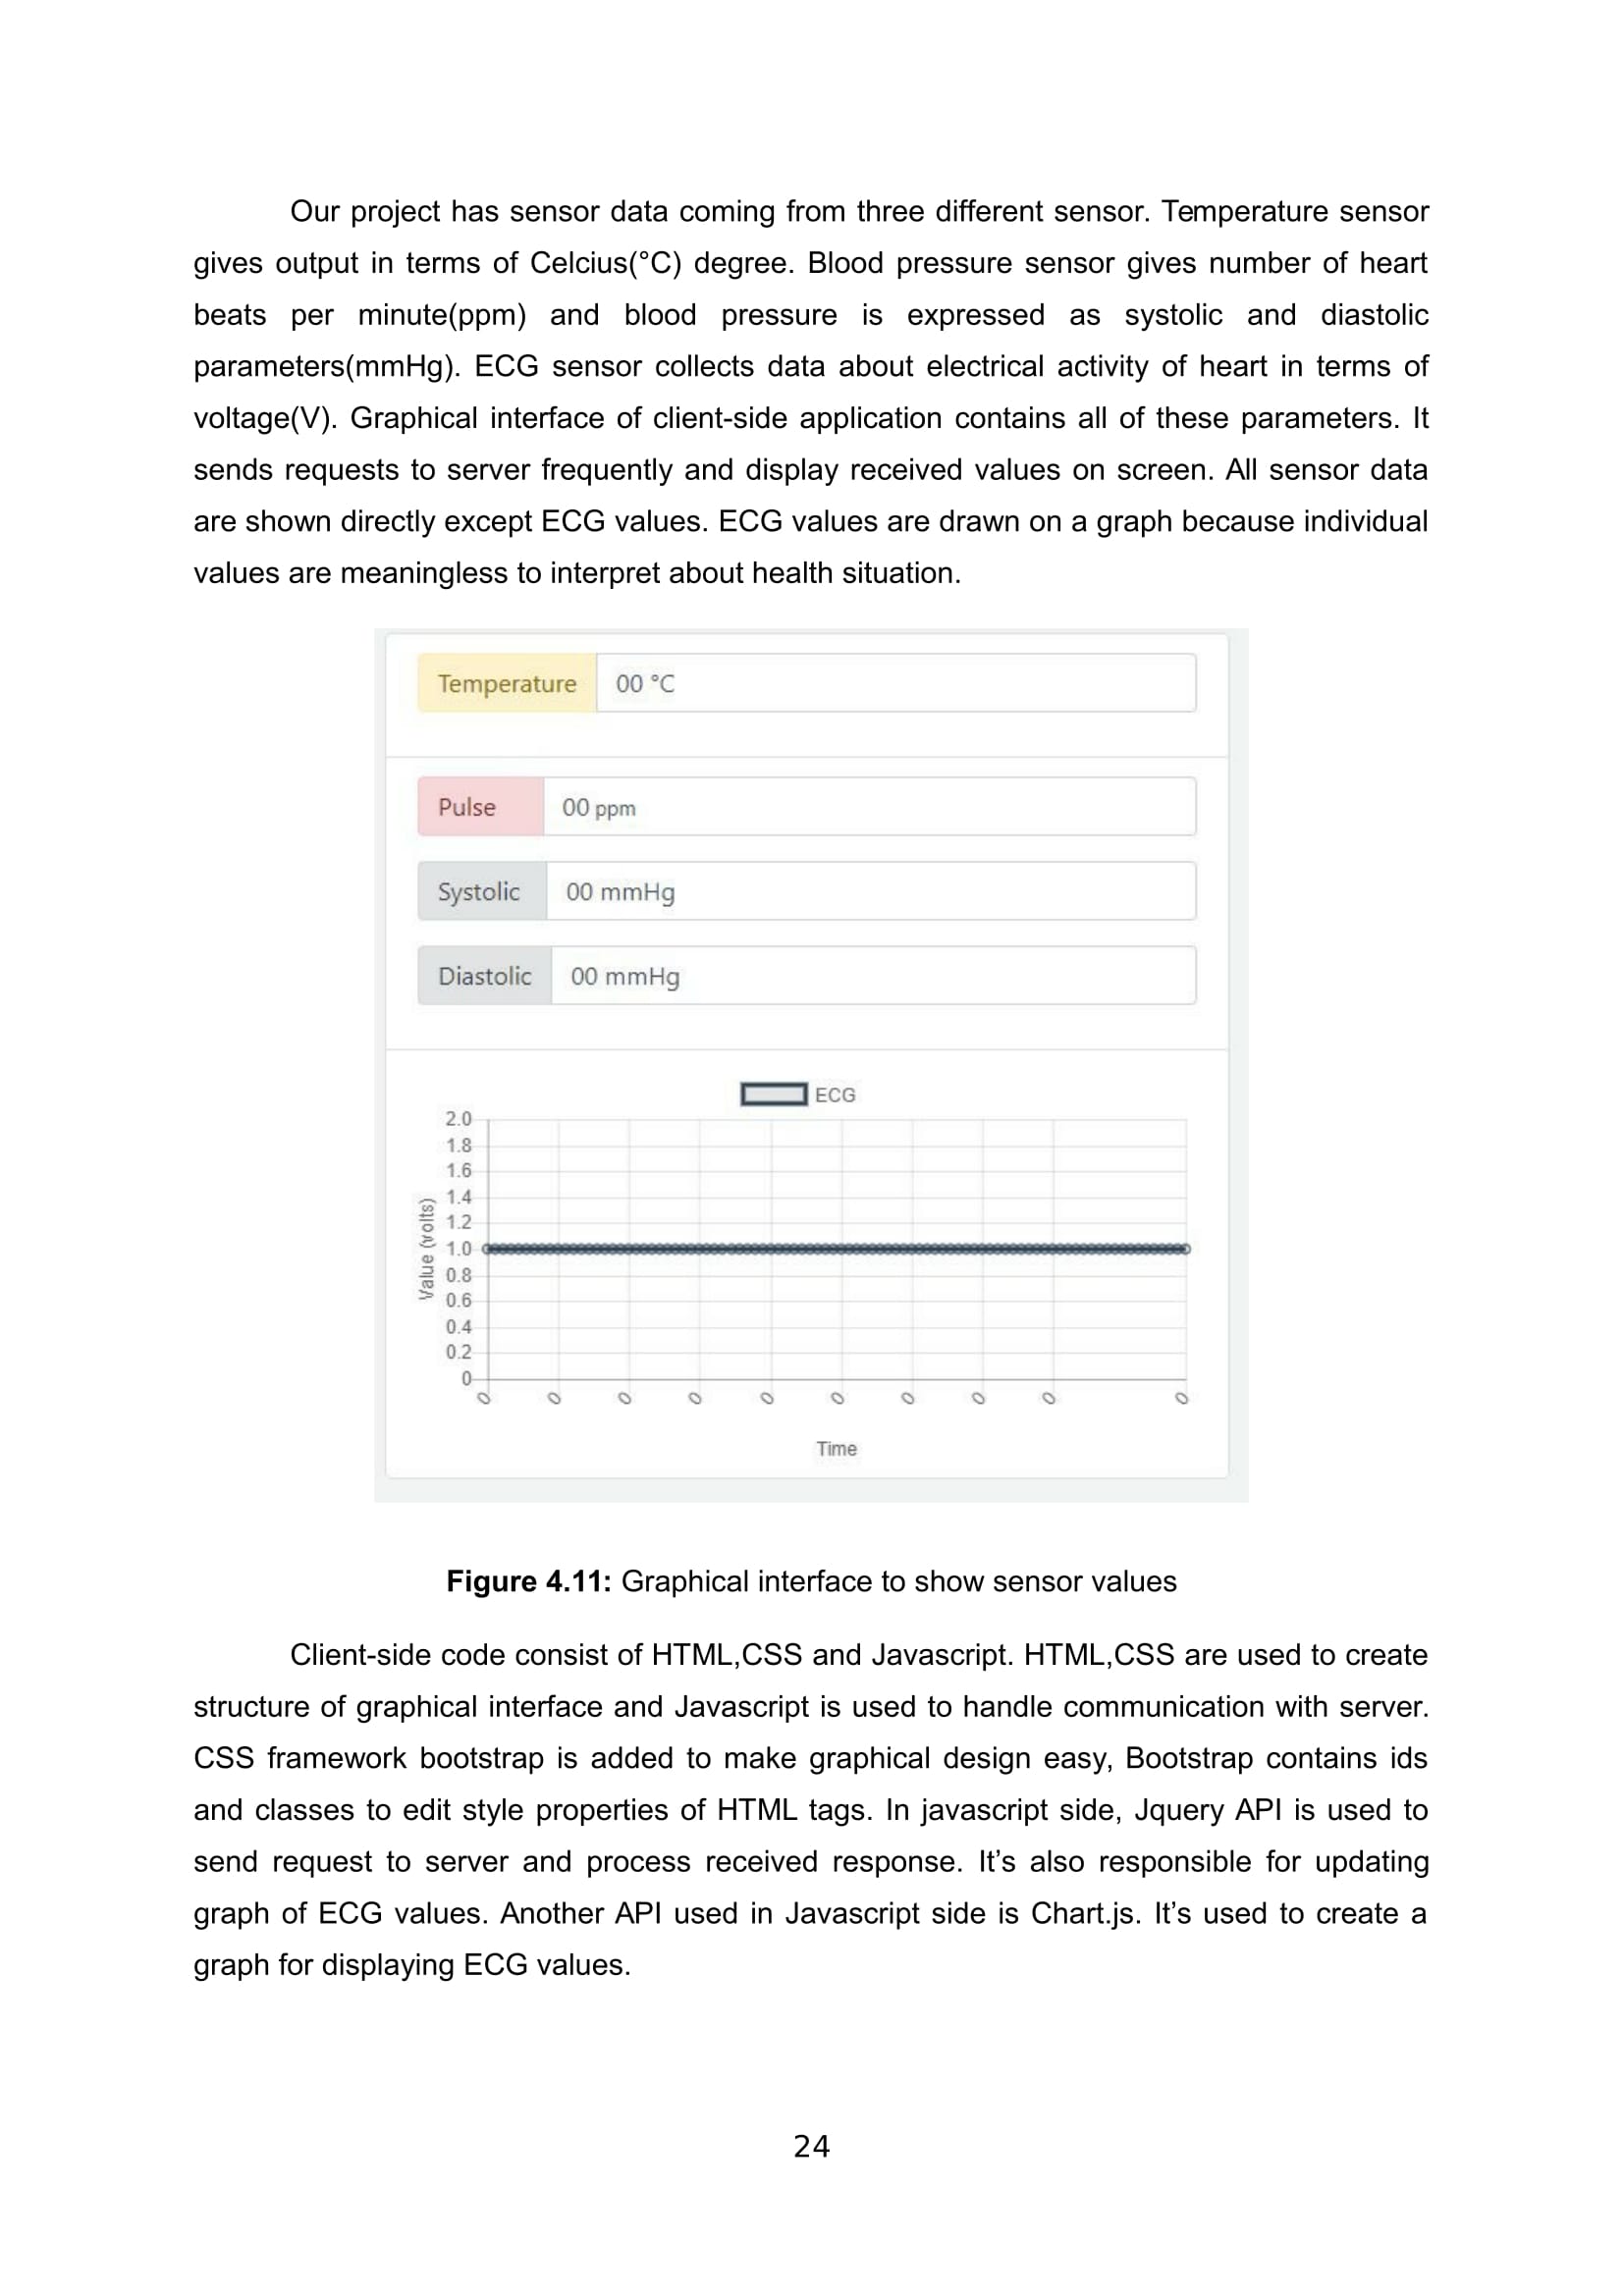 Our project has sensor data coming from three different sensor. Temperature sensor
gives output in terms of Celcius(°C) degree. Blood pressure sensor gives number of heart
beats per minute(ppm) and blood pressure is expressed as systolic and diastolic
parameters(mmHg). ECG sensor collects data about electrical activity of heart in terms of
voltage(V). Graphical interface of client-side application contains all of these parameters. It
sends requests to server frequently and display received values on screen. All sensor data
are shown directly except ECG values. ECG values are drawn on a graph because individual
values are meaningless to interpret about health situation.
Temperature 00 °C
Pulse 00 ppm
Systolic 00 mmHg
Diastolic 00 mmHg
ECG
Value (volts)
2.0
1.8
1.6
1.4
1.2
1.0
0.8
0.6
0.4
0.2
0
0 0 0 0 0 0 0 0 0 0
Time
Figure 4.11: Graphical interface to show sensor values
Client-side code consist of HTML,CSS and Javascript. HTML,CSS are used to create
structure of graphical interface and Javascript is used to handle communication with server.
CSS framework bootstrap is added to make graphical design easy, Bootstrap contains ids
and classes to edit style properties of HTML tags. In javascript side, Jquery API is used to
send request to server and process received response. It’s also responsible for updating
graph of ECG values. Another API used in Javascript side is Chart.js. It’s used to create a
graph for displaying ECG values.
24